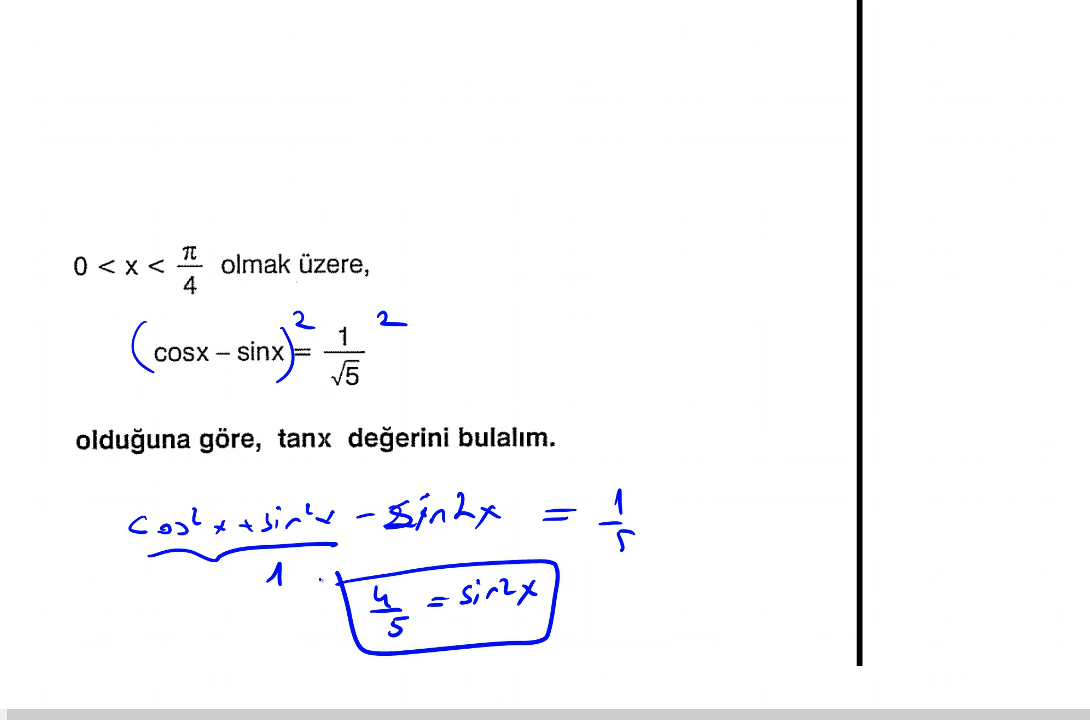 0 < x < π/4 olmak üzere,
(cosx – sinx)² = 1/√5 ²
olduğuna göre, tanx değerini bulalım.
cos²x + sin²x - sin2x = 1/5
1
4/5 = sin2x